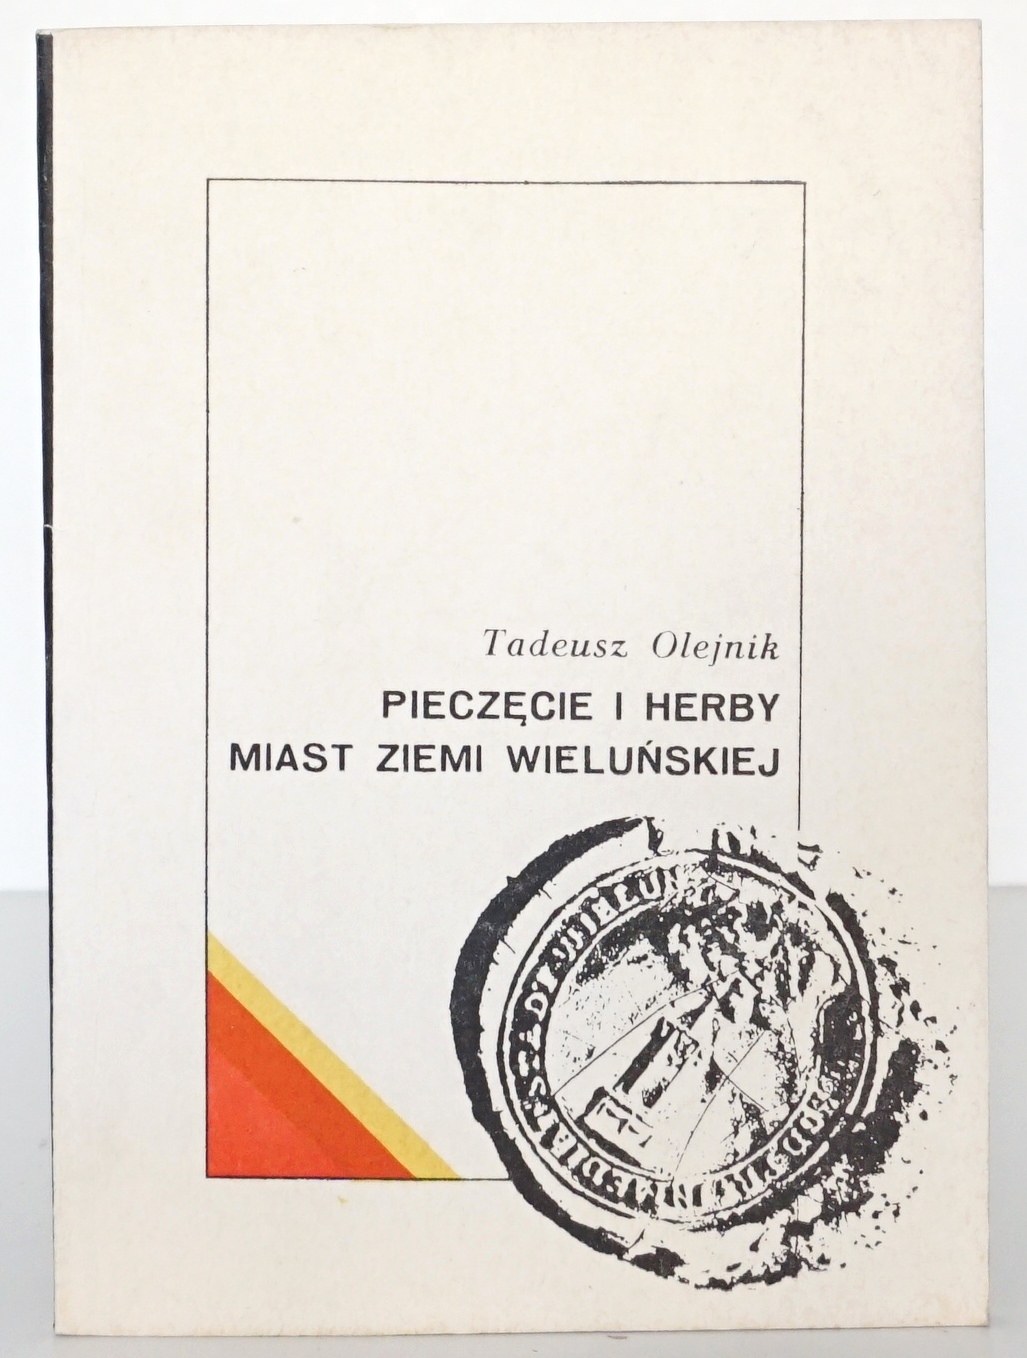 Tadeusz Olejnik
PIECZĘCIE I HERBY
MIAST ZIEMI WIELUŃSKIEJ